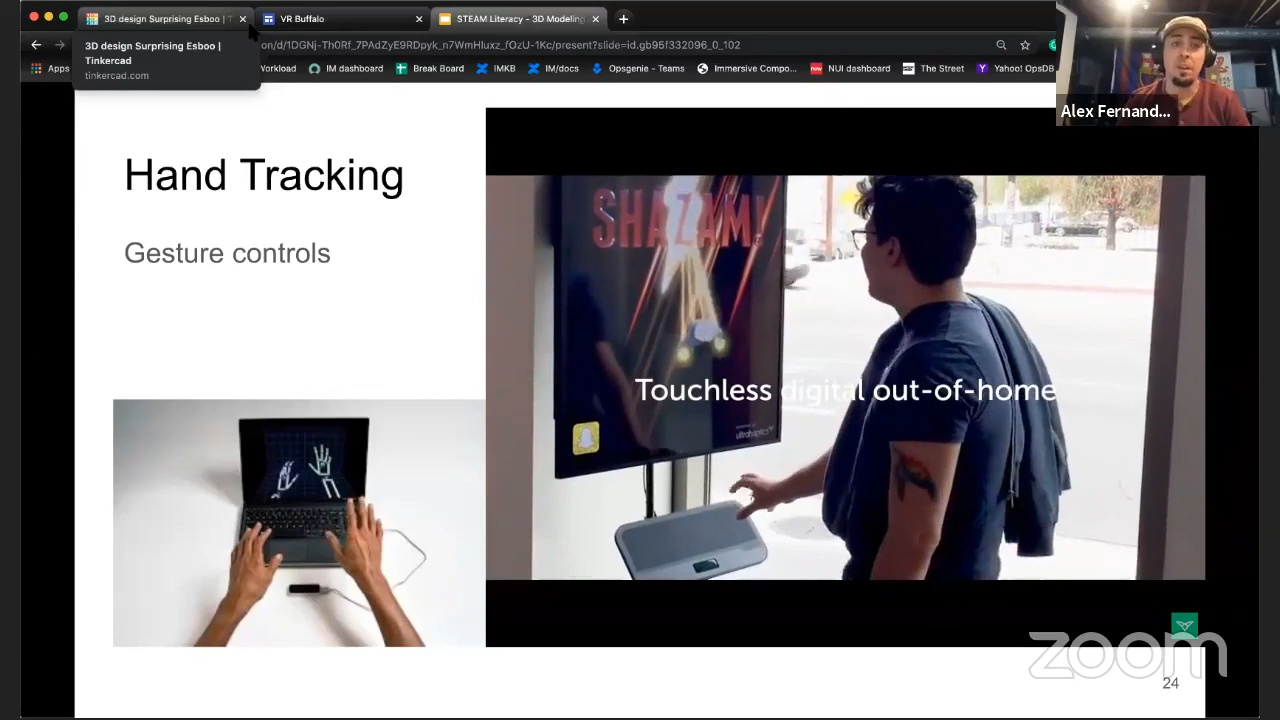 3D design Surprising Esboo | T
VR Buffalo
STEAM Literacy - 3D Modeling
on/d/1DGNj-Th0Rf_7PAdZyE9RDpyk_n7WmHluxz_fOzU-1Kc/present?slide=id.gb95f332096_0_102
3D design Surprising Esboo |
Tinkercad
tinkercad.com
Apps
Workload
IM dashboard
Break Board
IMKB
IM/docs
Opsgenie - Teams
Immersive Compo...
now
NUI dashboard
The Street
Yahoo! OpsDB
Alex Fernand...
Hand Tracking
Gesture controls
SHAZAM!
Touchless digital out-of-home
ultrahaptics
zoom
24